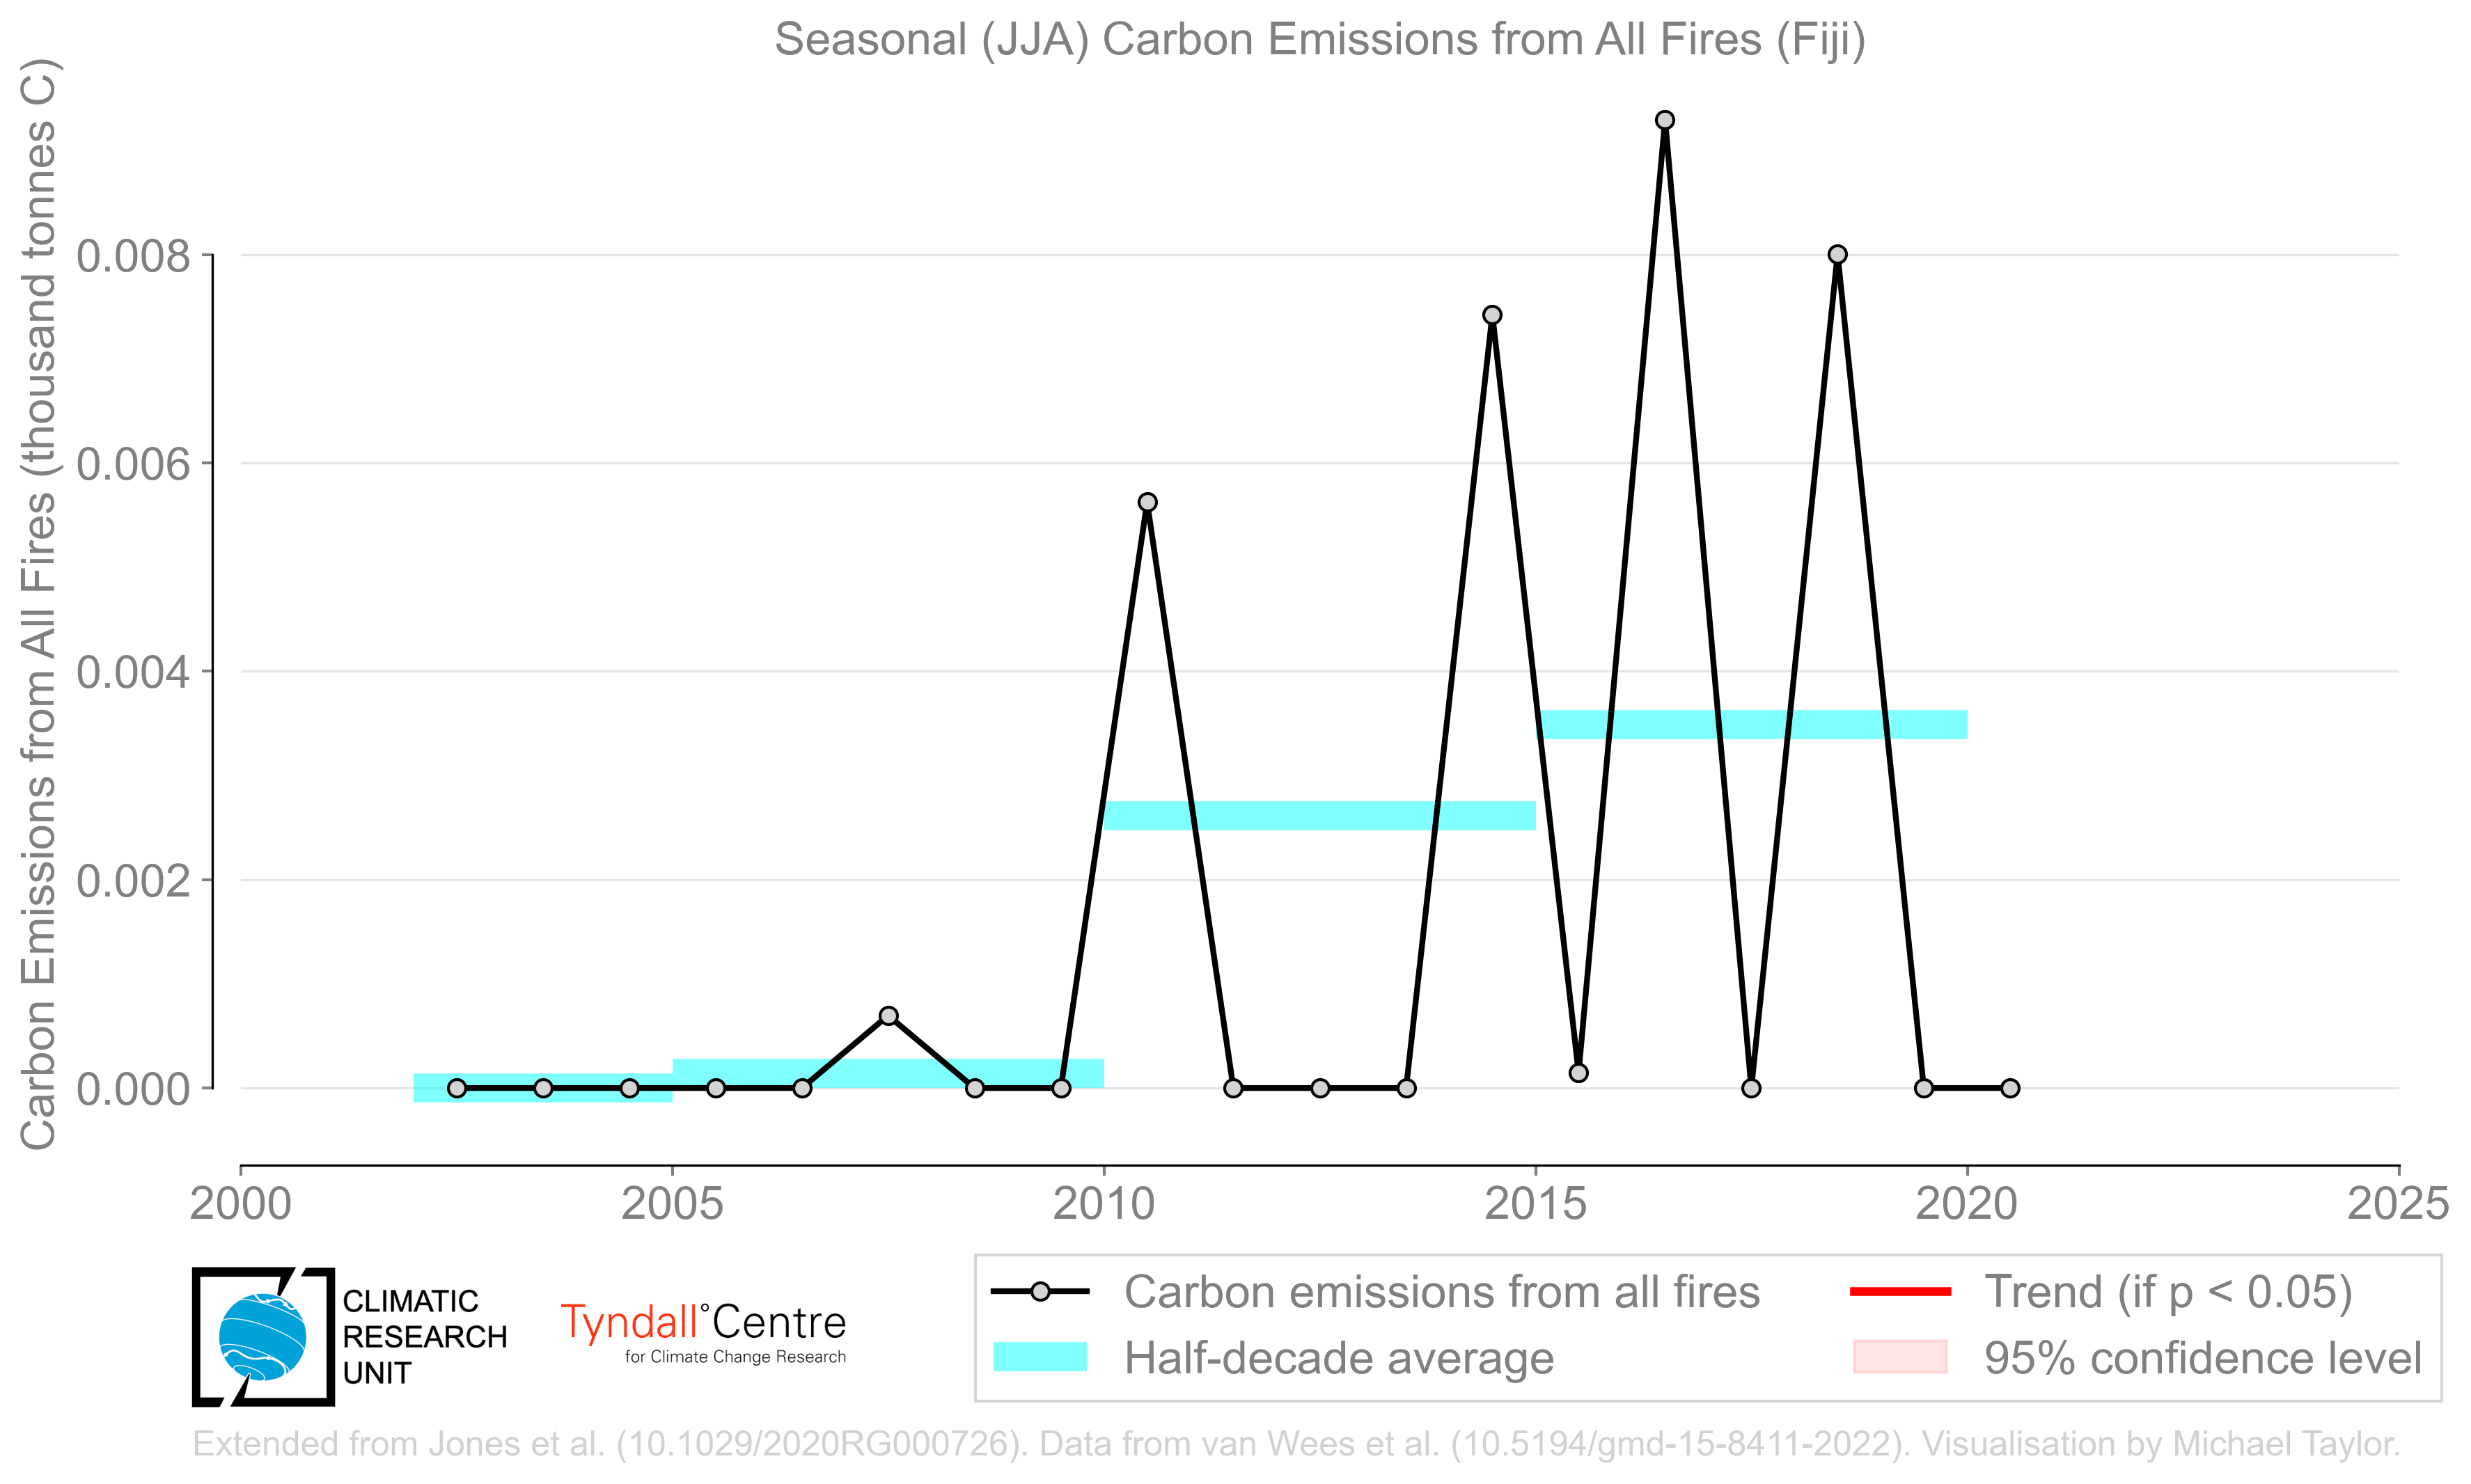 Seasonal (JJA) Carbon Emissions from All Fires (Fiji)
Carbon Emissions from All Fires (thousand tonnes C)
0.008
0.006
0.004
0.002
0.000
2000 2005 2010 2015 2020 2025
CLIMATIC
RESEARCH
UNIT
Tyndall°Centre
for Climate Change Research
Carbon emissions from all fires
Half-decade average
Trend (if p < 0.05)
95% confidence level
Extended from Jones et al. (10.1029/2020RG000726). Data from van Wees et al. (10.5194/gmd-15-8411-2022). Visualisation by Michael Taylor.